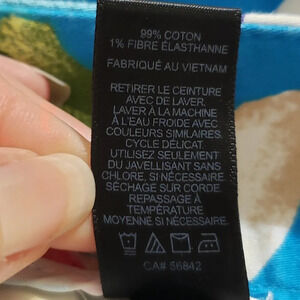 99% COTON
1% FIBRE ÉLASTHANNE
FABRIQUÉ AU VIETNAM
RETIRER LE CEINTURE
AVEC DE LAVER.
LAVER À LA MACHINE
À L'EAU FROIDE AVEC
COULEURS SIMILAIRES.
CYCLE DÉLICAT.
UTILISEZ SEULEMENT
DU JAVELLISANT SANS
CHLORE, SI NÉCESSAIRE.
SÉCHAGE SUR CORDE.
REPASSAGE À
TEMPÉRATURE
MOYENNE SI NÉCESSAIRE.
CA# 56842